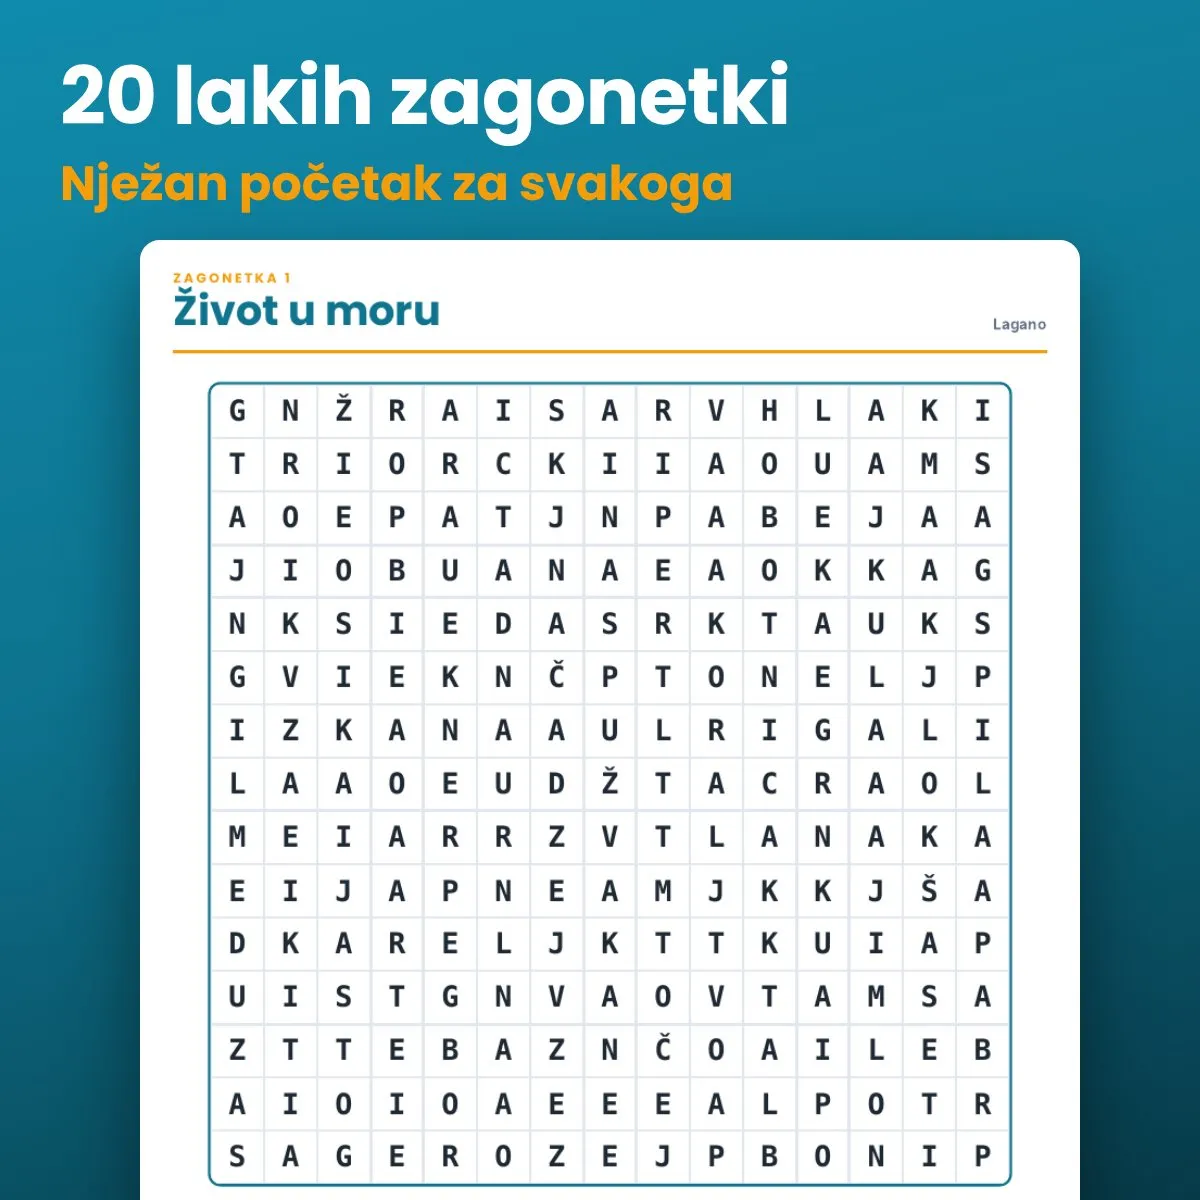 20 lakih zagonetki
Nježan početak za svakoga
ZAGONETKA 1
Život u moru
Lagano
G N Ž R A I S A R V H L A K I
T R I O R C K I I A O U A M S
A O E P A T J N P A B E J A A
J I O B U A N A E A O K K A G
N K S I E D A S R K T A U K S
G V I E K N Č P T O N E L J P
I Z K A N A A U L R I G A L I
L A A O E U D Ž T A C R A O L
M E I A R R Z V T L A N A K A
E I J A P N E A M J K K J Š A
D K A R E L J K T T K U I A P
U I S T G N V A O V T A M S A
Z T T E B A Z N Č O A I L E B
A I O I O A E E E A L P O T R
S A G E R O Z E J P B O N I P